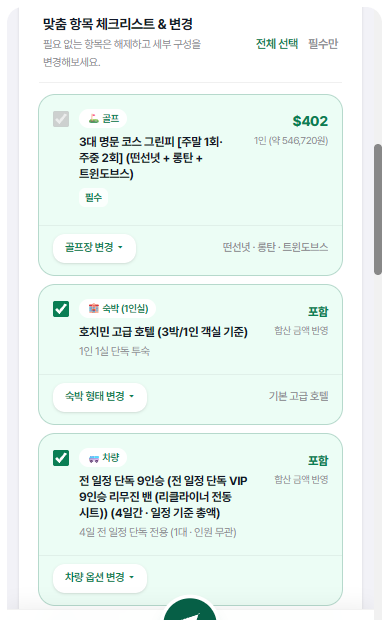 맞춤 항목 체크리스트 & 변경
필요 없는 항목은 해제하고 세부 구성을
변경해보세요.
전체 선택 필수만
골프
$402
1인 (약 546,720원)
3대 명문 코스 그린피 [주말 1회·
주중 2회] (떤선녓 + 롱탄 +
트윈도브스)
필수
골프장 변경
떤선녓 · 롱탄 · 트윈도브스
숙박 (1인실)
포함
합산 금액 반영
호치민 고급 호텔 (3박/1인 객실 기준)
1인 1실 단독 투숙
숙박 형태 변경
기본 고급 호텔
차량
포함
합산 금액 반영
전 일정 단독 9인승 (전 일정 단독 VIP
9인승 리무진 밴 (리클라이너 전동
시트)) (4일간 · 일정 기준 총액)
4일 전 일정 단독 전용 (1대 · 인원 무관)
차량 옵션 변경